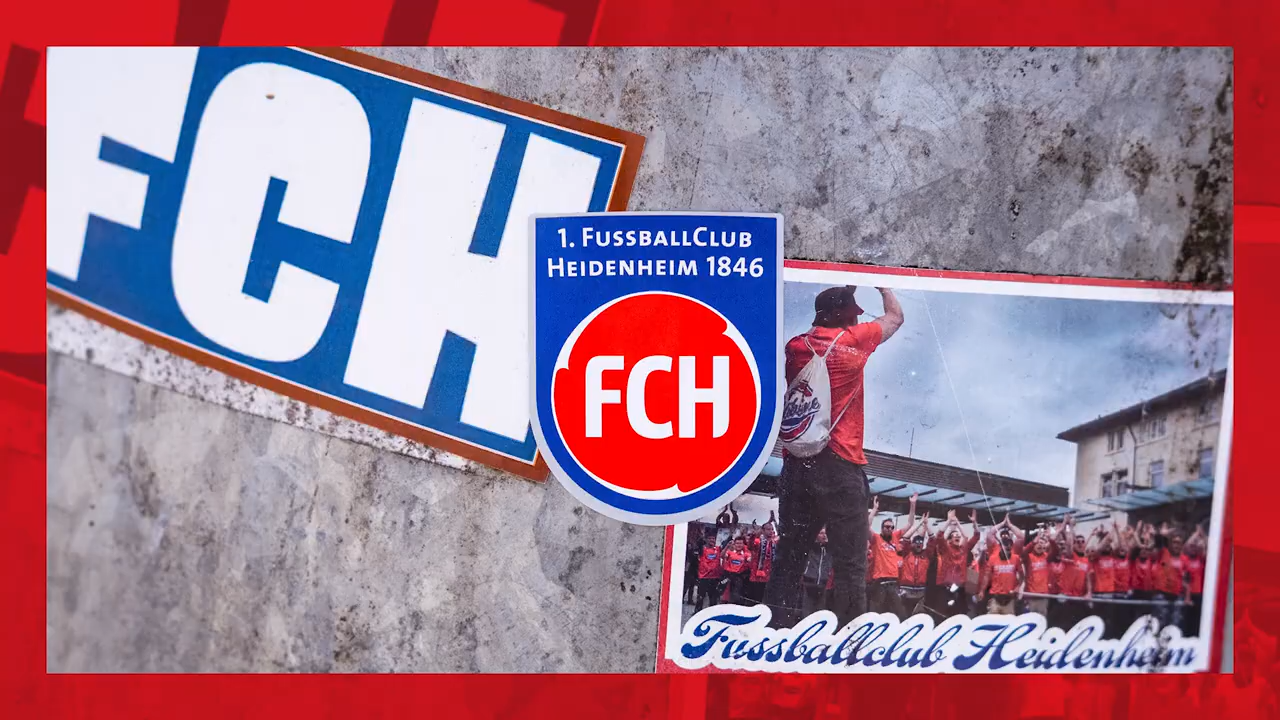 FCH
1. FUSSBALLCLUB
HEIDENHEIM 1846
FCH
Fussballclub Heidenheim